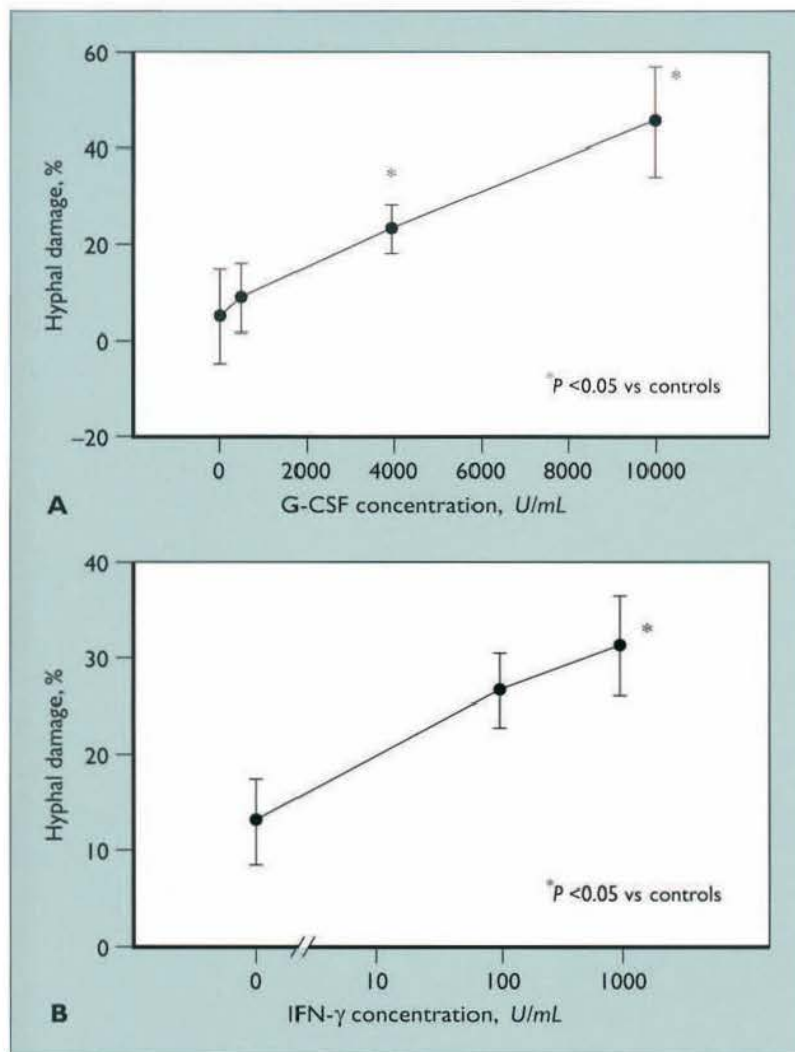 60
40
20
0
−20
Hyphal damage, %
*
*
*P <0.05 vs controls
0 2000 4000 6000 8000 10000
A G-CSF concentration, U/mL
40
30
20
10
0
Hyphal damage, %
*
*P <0.05 vs controls
0 10 100 1000
B IFN-γ concentration, U/mL